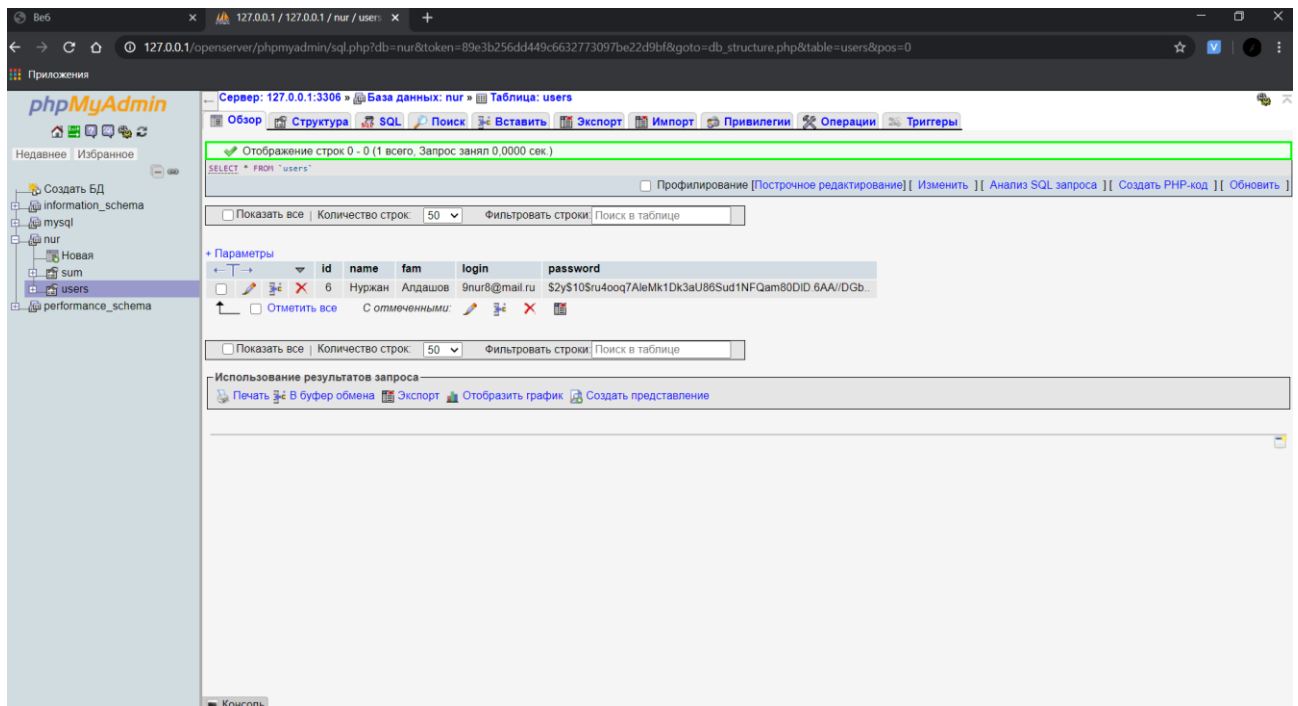 Веб
127.0.0.1 / 127.0.0.1 / nur / users
127.0.0.1/openserver/phpmyadmin/sql.php?db=nur&token=89e3b256dd449c6632773097be22d9bf&goto=db_structure.php&table=users&pos=0
Приложения
phpMyAdmin
Недавнее Избранное
Создать БД
information_schema
mysql
nur
Новая
sum
users
performance_schema
Сервер: 127.0.0.1:3306 » База данных: nur » Таблица: users
Обзор Структура SQL Поиск Вставить Экспорт Импорт Привилегии Операции Триггеры
Отображение строк 0 - 0 (1 всего, Запрос занял 0,0000 сек.)
SELECT * FROM `users`
Профилирование [Построчное редактирование] [ Изменить ] [ Анализ SQL запроса ] [ Создать PHP-код ] [ Обновить ]
Показать все | Количество строк: 50 Фильтровать строки: Поиск в таблице
+ Параметры
←T→ id name fam login password
6 Нуржан Алдашов 9nur8@mail.ru $2y$10$ru4ooq7AleMk1Dk3aU86Sud1NFQam80DID.6AA//DGb...
Отметить все С отмеченными:
Показать все | Количество строк: 50 Фильтровать строки: Поиск в таблице
Использование результатов запроса
Печать В буфер обмена Экспорт Отобразить график Создать представление
Консоль